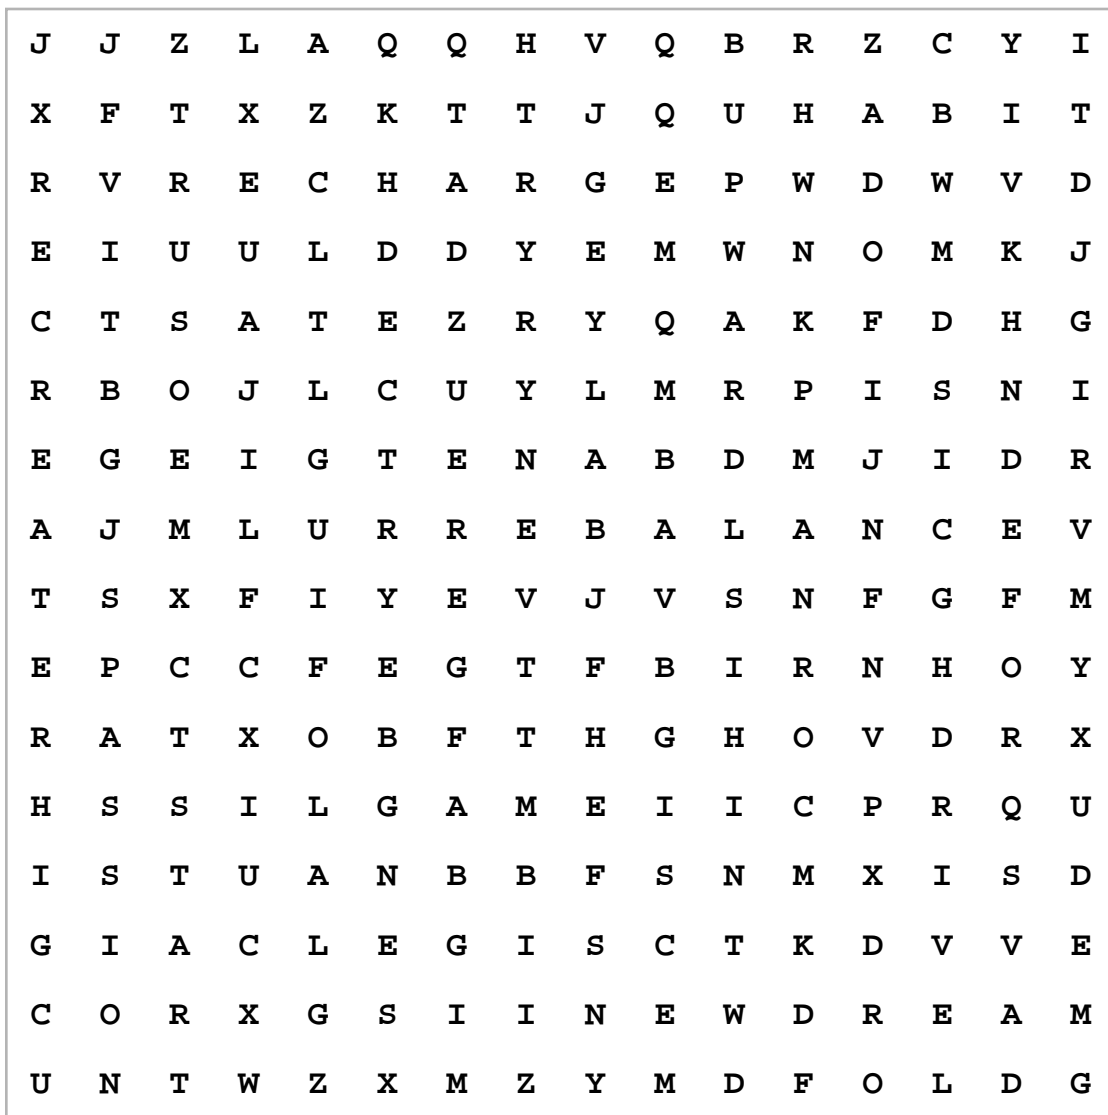 J J Z L A Q Q H V Q B R Z C Y I
X F T X Z K T T J Q U H A B I T
R V R E C H A R G E P W D W V D
E I U U L D D Y E M W N O M K J
C T S A T E Z R Y Q A K F D H G
R B O J L C U Y L M R P I S N I
E G E I G T E N A B D M J I D R
A J M L U R R E B A L A N C E V
T S X F I Y E V J V S N F G F M
E P C C F E G T F B I R N H O Y
R A T X O B F T H G H O V D R X
H S S I L G A M E I I C P R Q U
I S T U A N B B F S N M X I S D
G I A C L E G I S C T K D V V E
C O R X G S I I N E W D R E A M
U N T W Z X M Z Y M D F O L D G